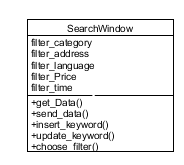 SearchWindow
filter_category
filter_address
filter_language
filter_Price
filter_time
+get_Data()
+send_data()
+insert_keyword()
+update_keyword()
+choose_filter()